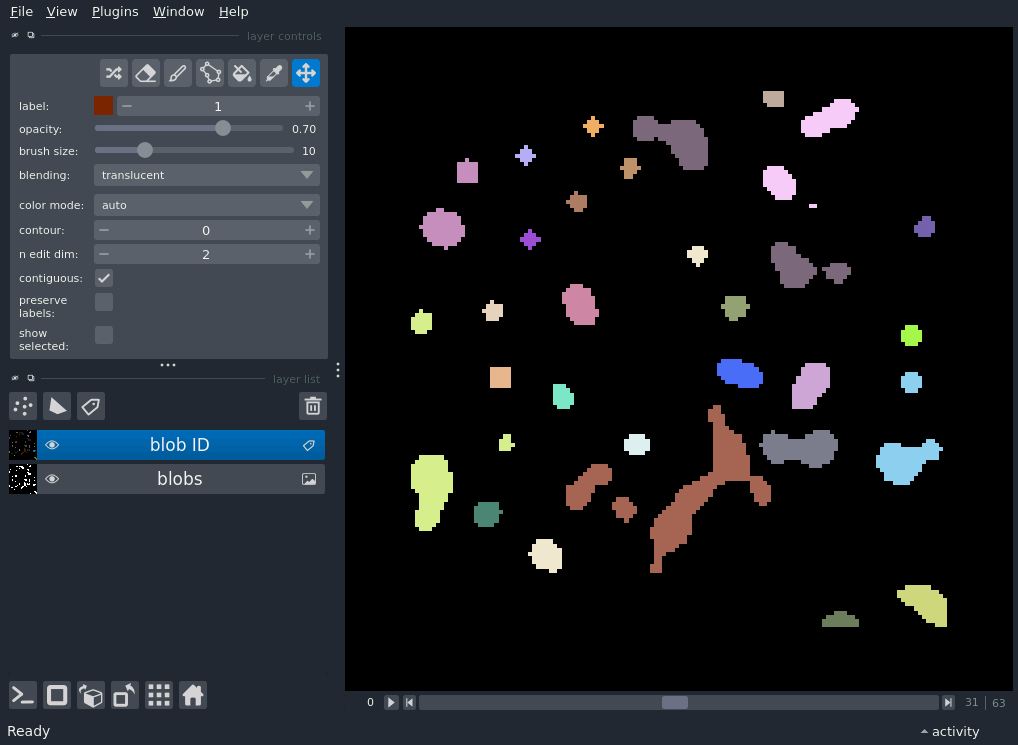 File View Plugins Window Help
layer controls
label: 1
opacity: 0.70
brush size: 10
blending: translucent
color mode: auto
contour: 0
n edit dim: 2
contiguous:
preserve
labels:
show
selected:
layer list
blob ID
blobs
0 31 | 63
Ready activity